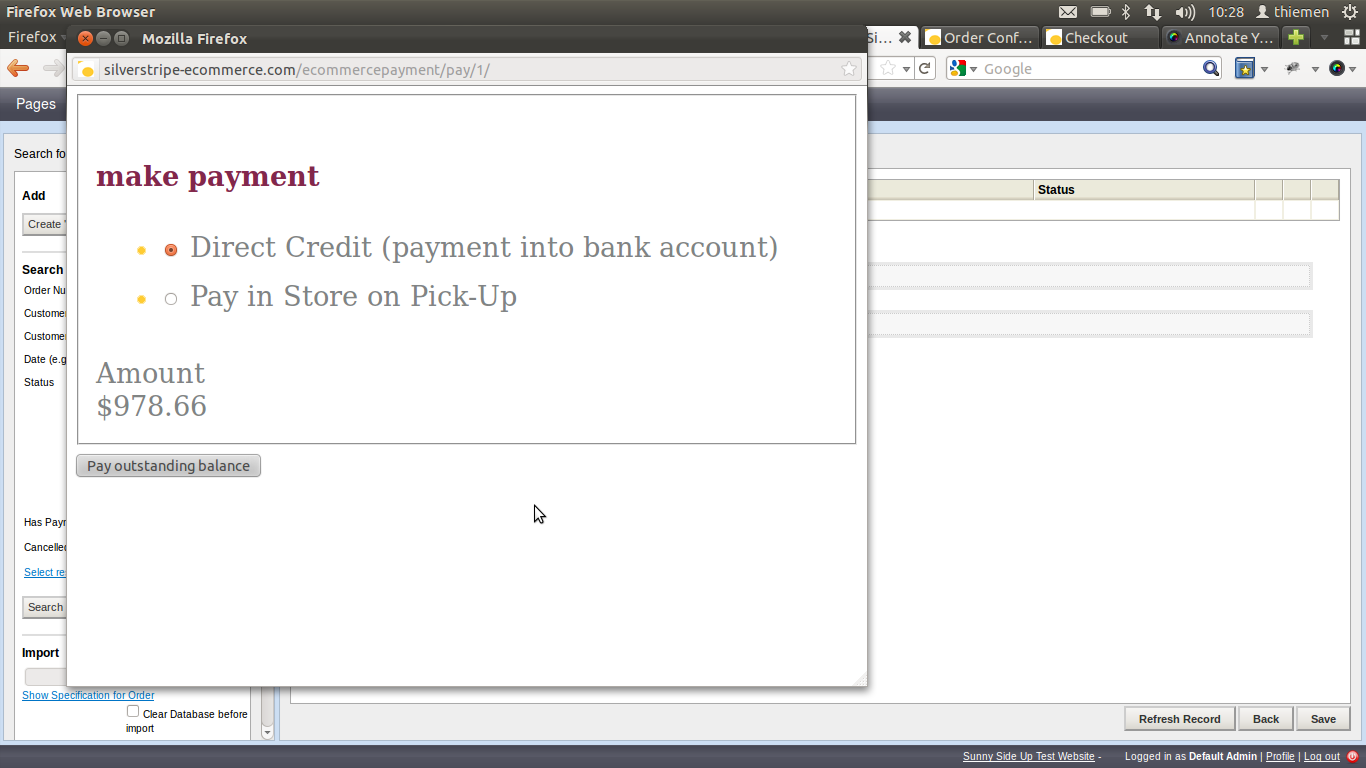 Firefox Web Browser
10:28 thiemen
Firefox
Mozilla Firefox
Si...
Order Conf...
Checkout
Annotate Y...
silverstripe-ecommerce.com/ecommercepayment/pay/1/
Google
Pages
make payment
Direct Credit (payment into bank account)
Pay in Store on Pick-Up
Amount
$978.66
Pay outstanding balance
Search fo
Add
Create
Search
Order Nu
Custome
Custome
Date (e.g
Status
Has Payr
Cancelled
Select re
Search
Import
Show Specification for Order
Clear Database before
import
Status
Refresh Record
Back
Save
Sunny Side Up Test Website -
Logged in as Default Admin | Profile | Log out